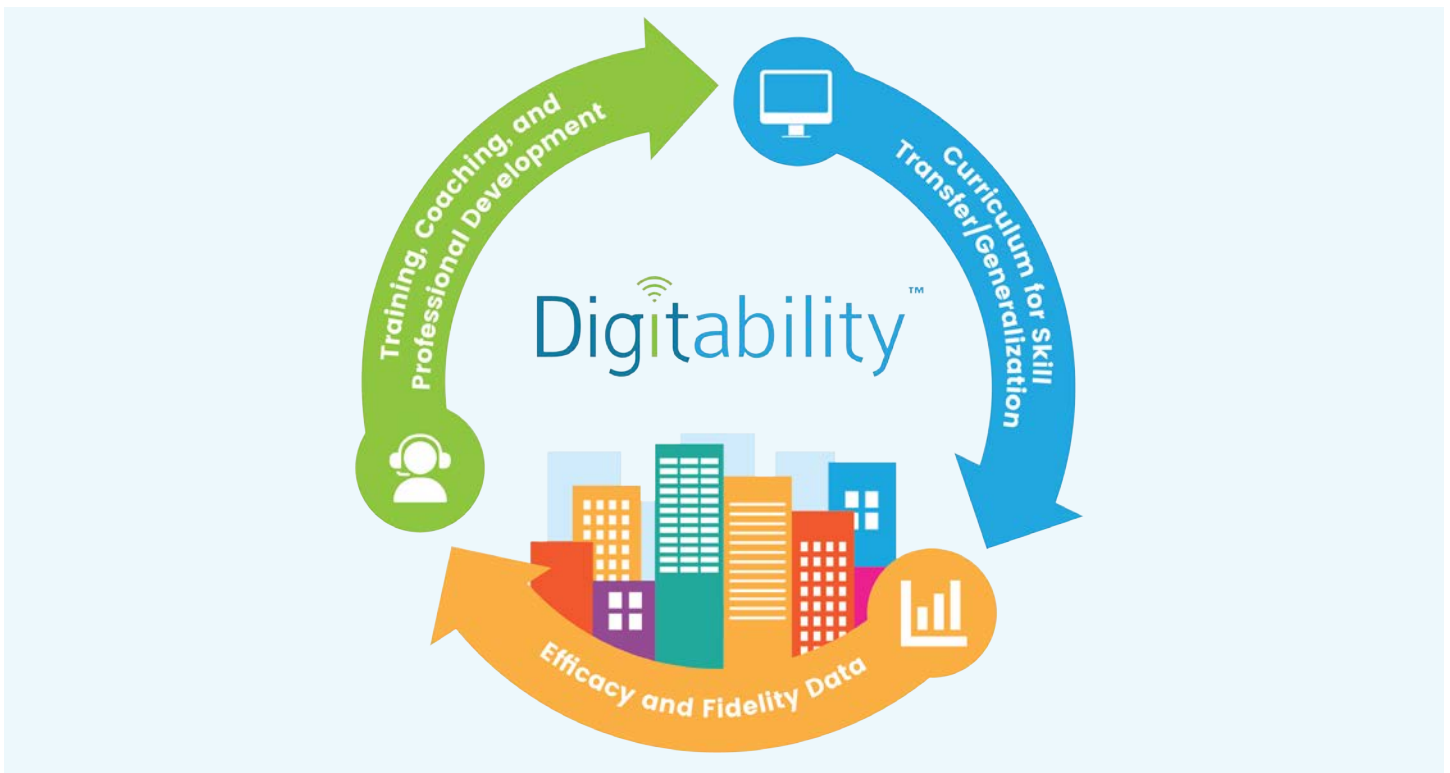 Training, Coaching, and
Professional Development
Curriculum for Skill
Transfer/Generalization
Digitability™
Efficacy and Fidelity Data